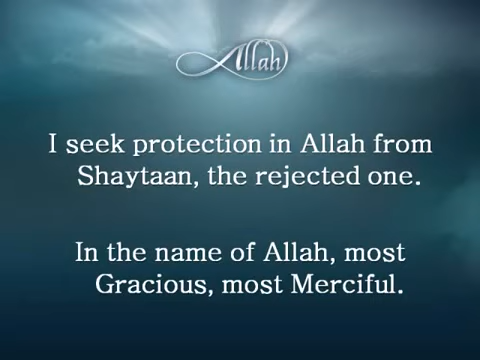 Allah
I seek protection in Allah from
Shaytaan, the rejected one.
In the name of Allah, most
Gracious, most Merciful.